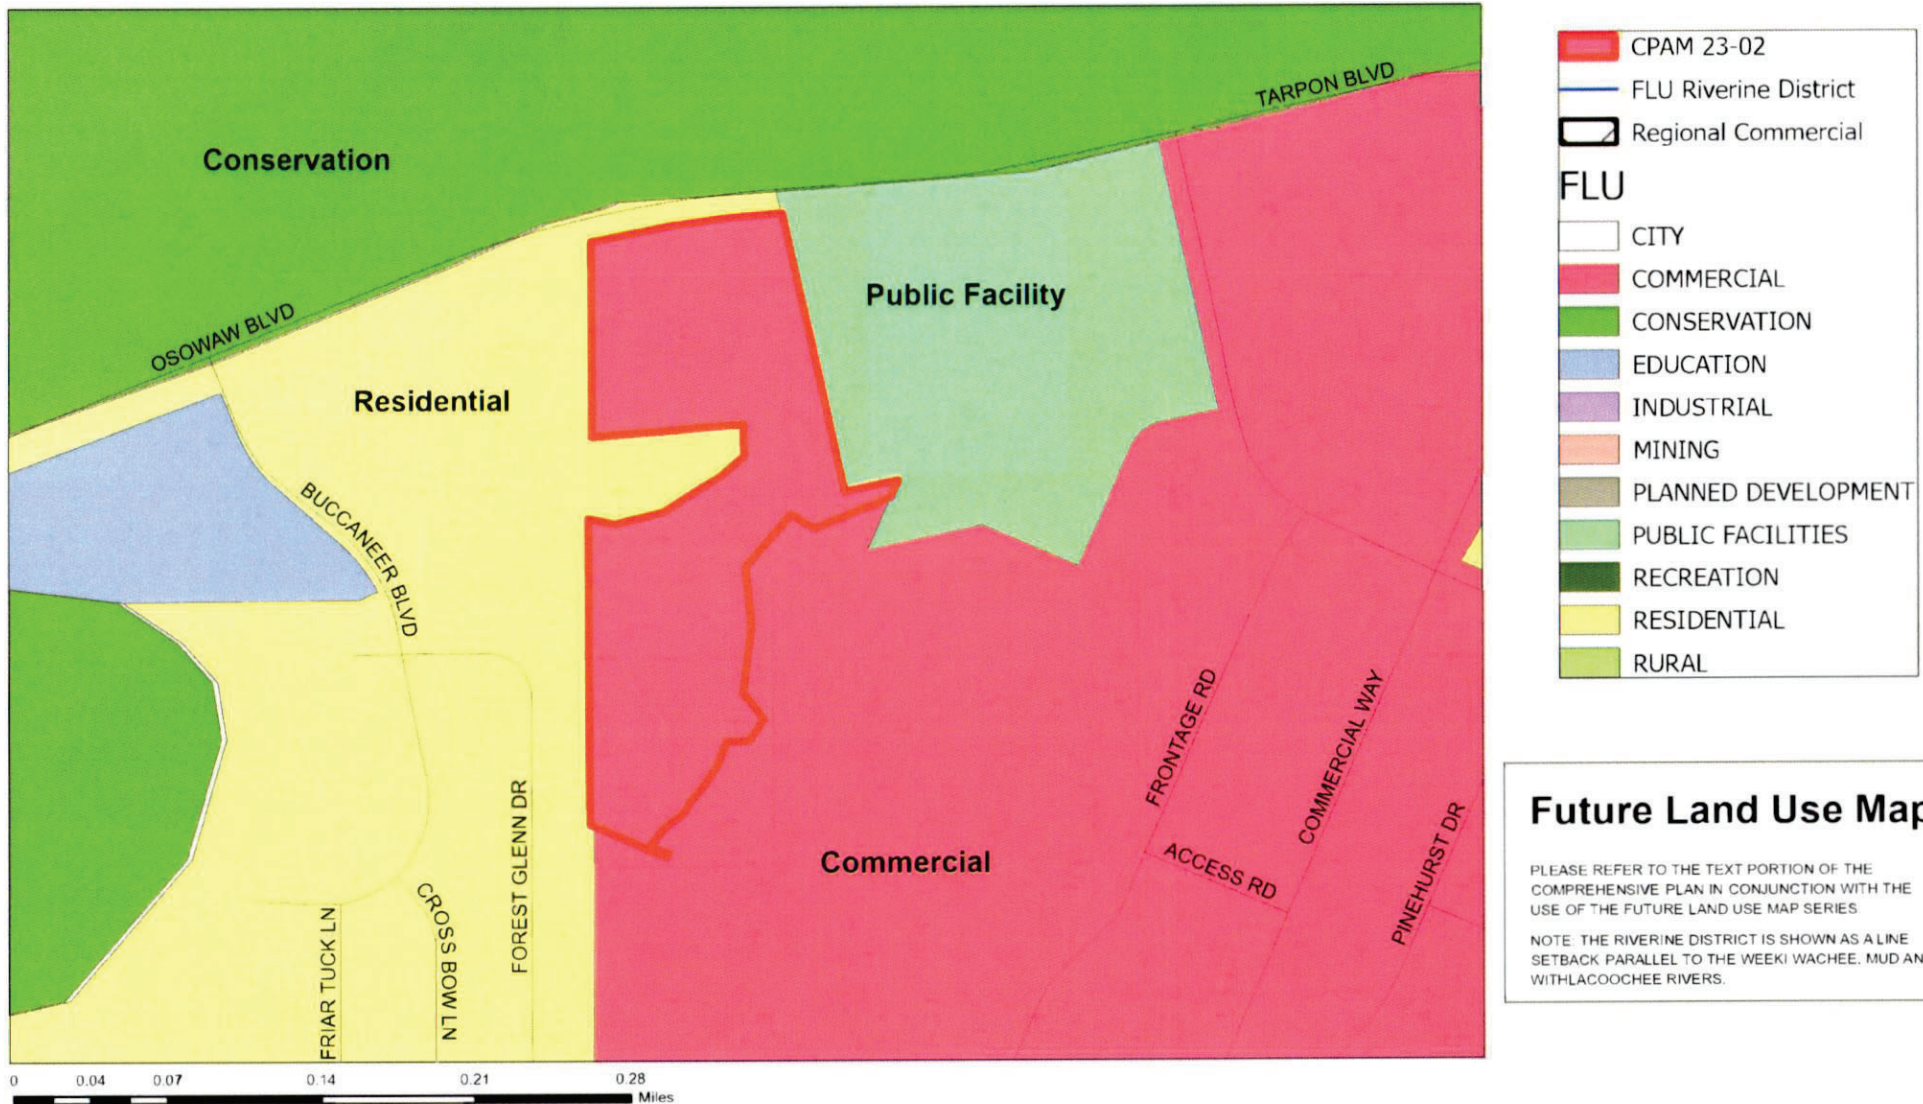 TARPON BLVD
Conservation
Public Facility
OSOWAW BLVD
Residential
BUCCANEER BLVD
FRONTAGE RD
COMMERCIAL WAY
FOREST GLENN DR
Commercial
ACCESS RD
PINEHURST DR
CROSS BOW LN
FRIAR TUCK LN
0 0.04 0.07 0.14 0.21 0.28
Miles
CPAM 23-02
FLU Riverine District
Regional Commercial
FLU
CITY
COMMERCIAL
CONSERVATION
EDUCATION
INDUSTRIAL
MINING
PLANNED DEVELOPMENT
PUBLIC FACILITIES
RECREATION
RESIDENTIAL
RURAL
Future Land Use Map
PLEASE REFER TO THE TEXT PORTION OF THE
COMPREHENSIVE PLAN IN CONJUNCTION WITH THE
USE OF THE FUTURE LAND USE MAP SERIES
NOTE: THE RIVERINE DISTRICT IS SHOWN AS A LINE
SETBACK PARALLEL TO THE WEEKI WACHEE, MUD AN
WITHLACOOCHEE RIVERS.